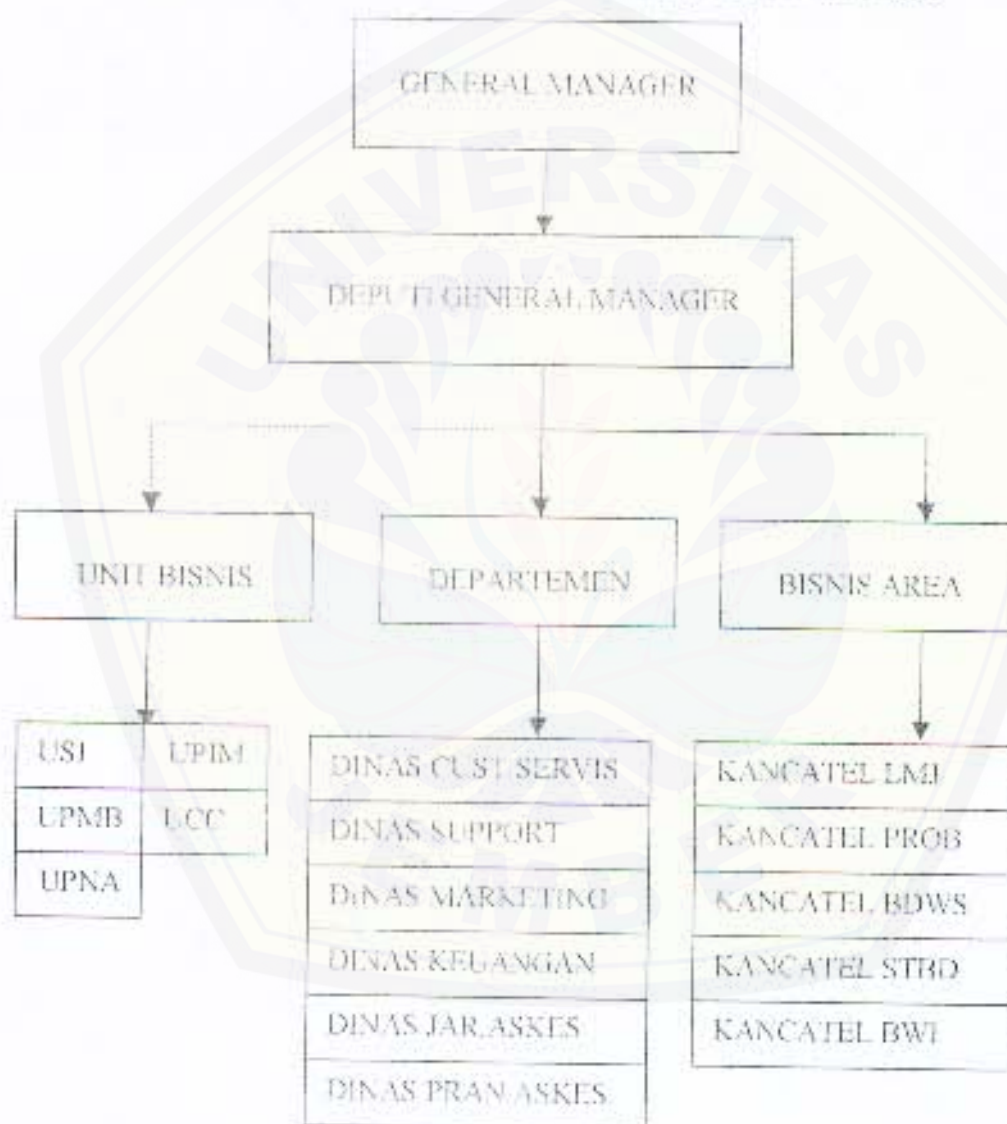 GENERAL MANAGER
DEPUTI GENERAL MANAGER
UNIT BISNIS
DEPARTEMEN
BISNIS AREA
USJ UPIM
UPMB UCC
UPNA
DINAS CUST SERVIS
DINAS SUPPORT
DINAS MARKETING
DINAS KEUANGAN
DINAS JAR.ASKES
DINAS PRAN.ASKES
KANCATEL LMJ
KANCATEL PROB
KANCATEL BDWS
KANCATEL STBD
KANCATEL BWI
UNIVERSITAS